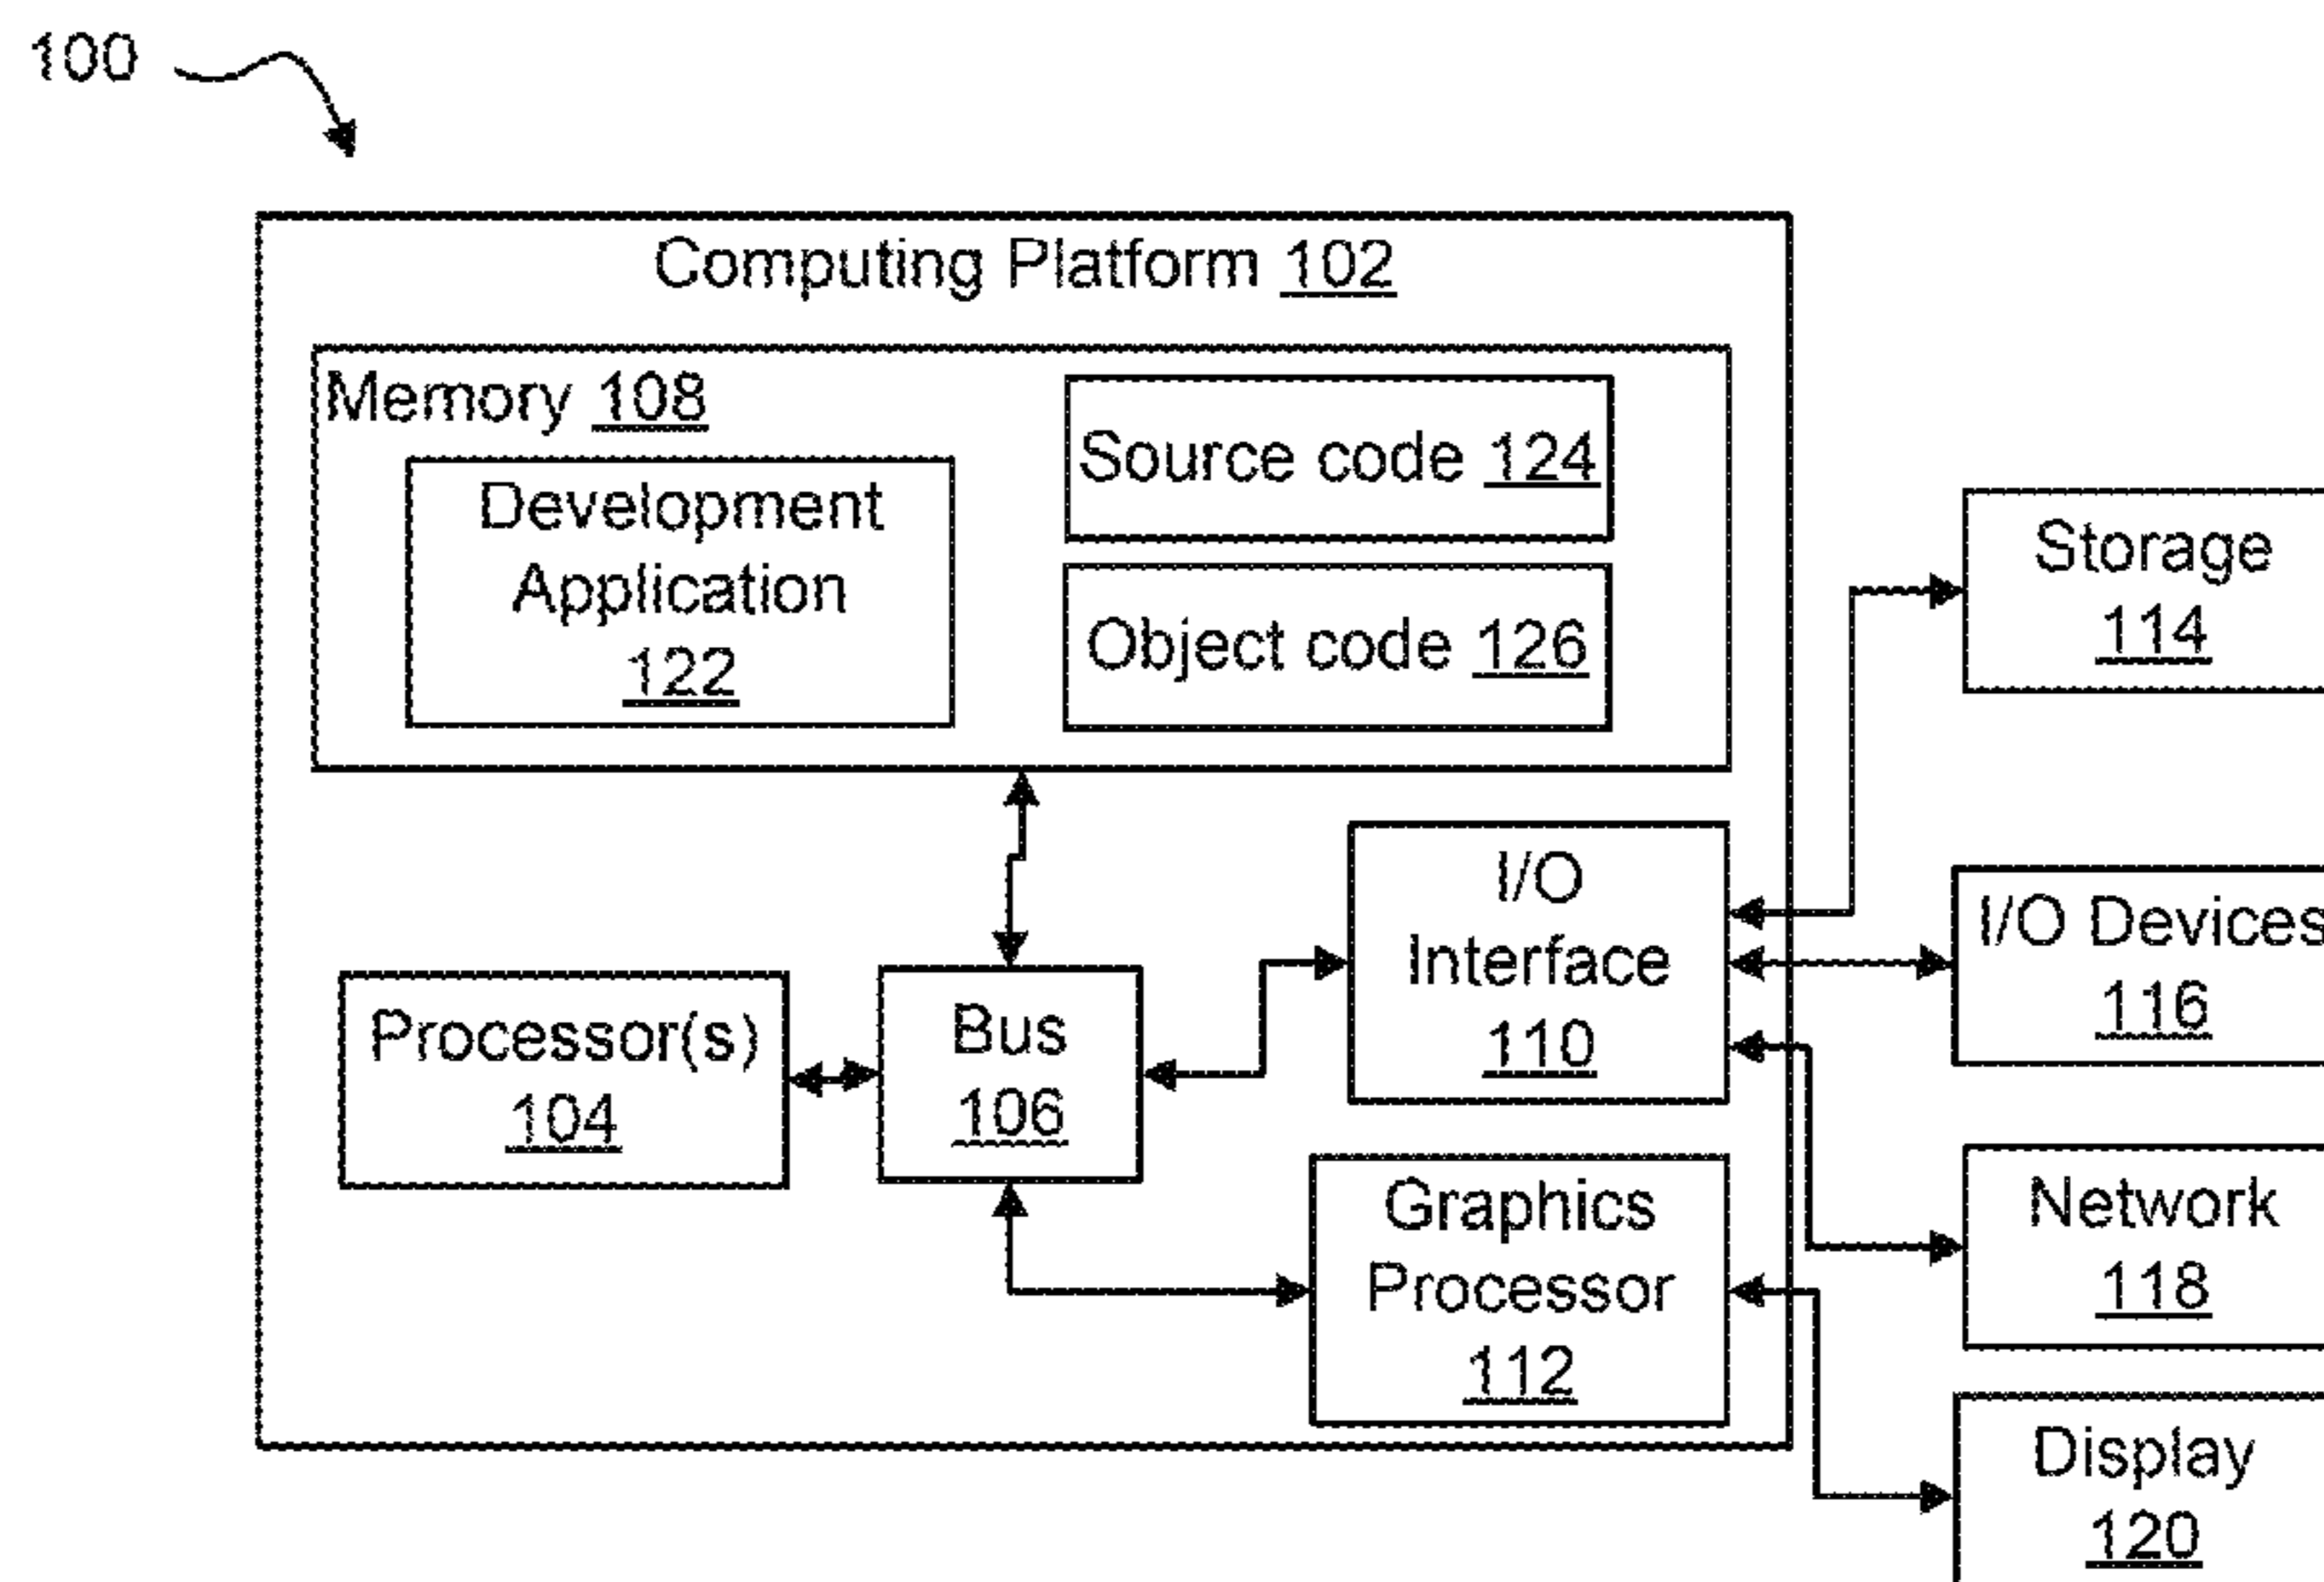 100
Computing Platform 102
Memory 108
Development
Application
122
Source code 124
Object code 126
Storage
114
I/O
Interface
110
I/O Devices
116
Processor(s)
104
Bus
106
Graphics
Processor
112
Network
118
Display
120